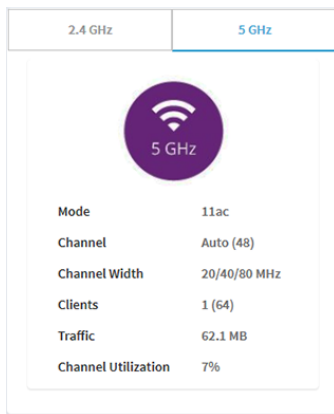 2.4 GHz 5 GHz
5 GHz
Mode 11ac
Channel Auto (48)
Channel Width 20/40/80 MHz
Clients 1 (64)
Traffic 62.1 MB
Channel Utilization 7%